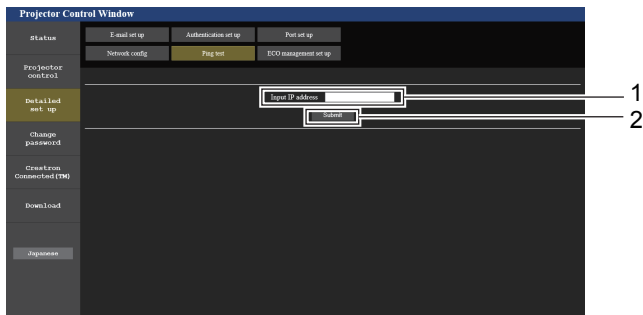 Projector Control Window
Status
E-mail set up
Authentication set up
Port set up
Network config
Ping test
ECO management set up
Projector
control
Detailed
set up
Change
password
Crestron
Connected(TM)
Download
Japanese
Input IP address
1
Submit
2